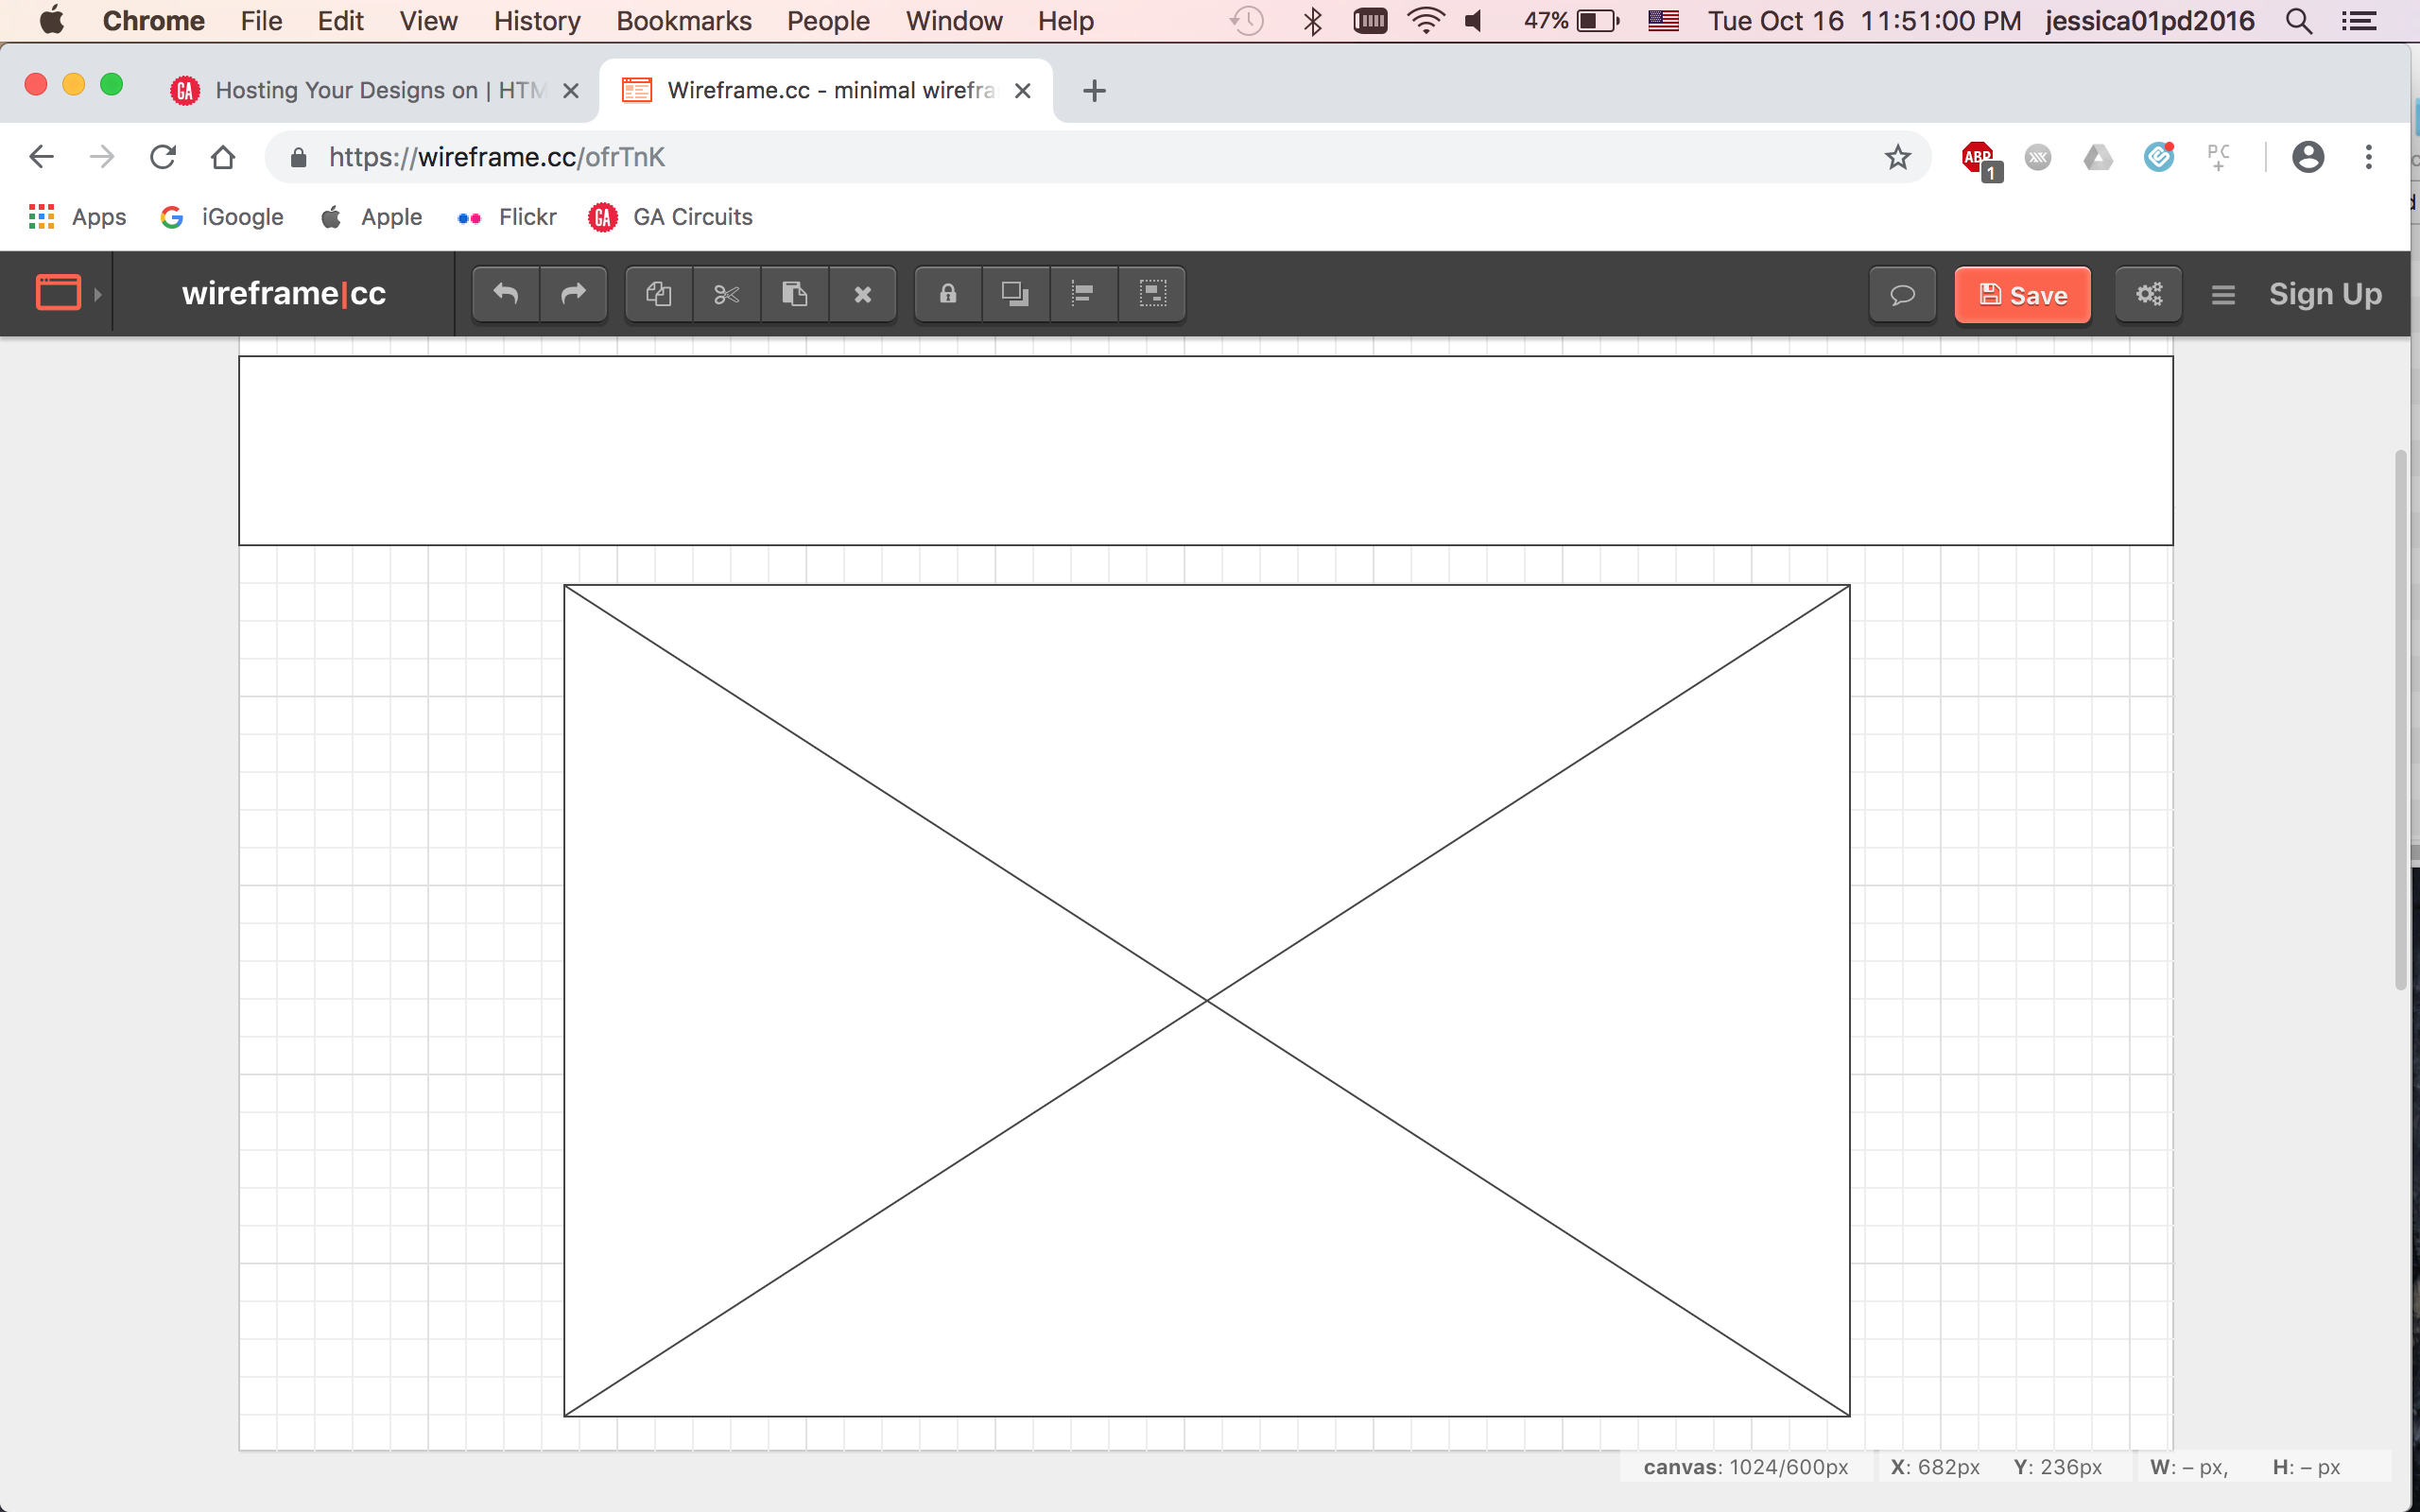 Chrome File Edit View History Bookmarks People Window Help 47% Tue Oct 16 11:51:00 PM jessica01pd2016
GA Hosting Your Designs on | HTM Wireframe.cc - minimal wirefra
https://wireframe.cc/ofrTnK ABP 1 PC
Apps iGoogle Apple Flickr GA GA Circuits
wireframe|cc Save Sign Up
canvas: 1024/600px X: 682px Y: 236px W: – px, H: – px